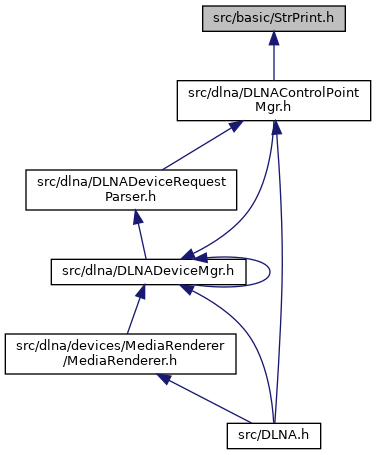 src/basic/StrPrint.h
src/dlna/DLNAControlPoint
Mgr.h
src/dlna/DLNADeviceRequest
Parser.h
src/dlna/DLNADeviceMgr.h
src/dlna/devices/MediaRenderer
/MediaRenderer.h
src/DLNA.h